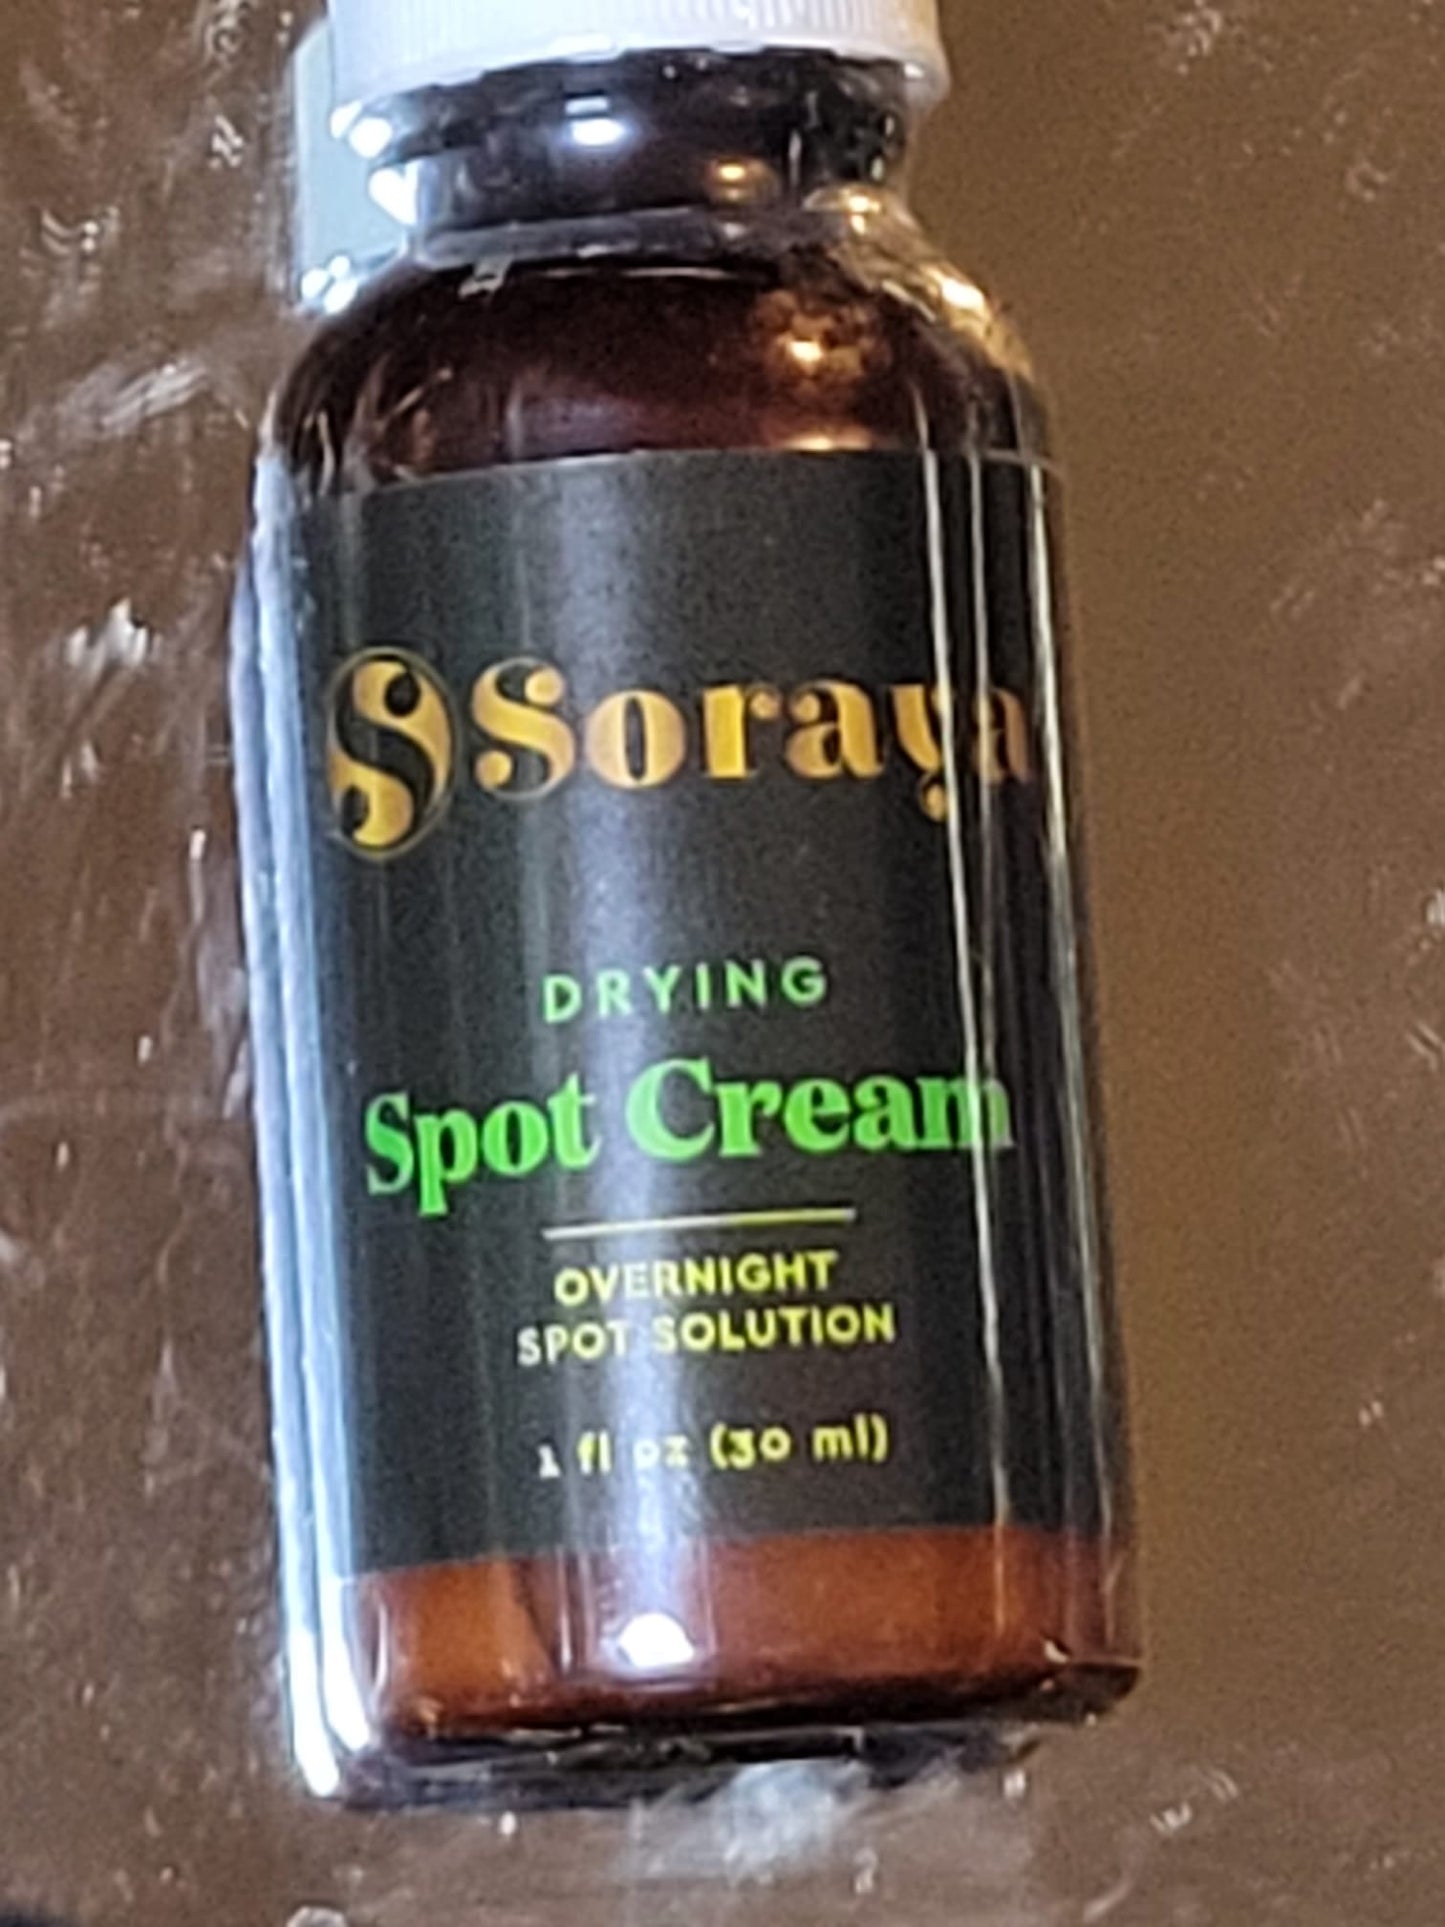 Soraya
DRYING
Spot Cream
OVERNIGHT
SPOT SOLUTION
1 fl oz (30 ml)